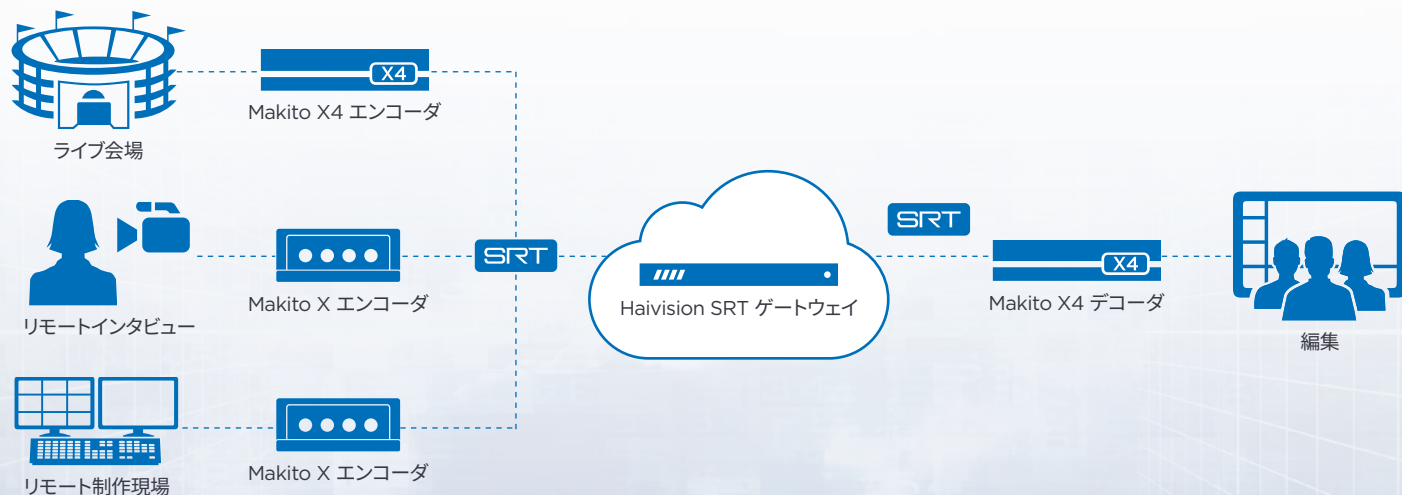 X4
Makito X4 エンコーダ
ライブ会場
Makito X エンコーダ
リモートインタビュー
SRT
Makito X エンコーダ
リモート制作現場
Haivision SRT ゲートウェイ
SRT
X4
Makito X4 デコーダ
編集